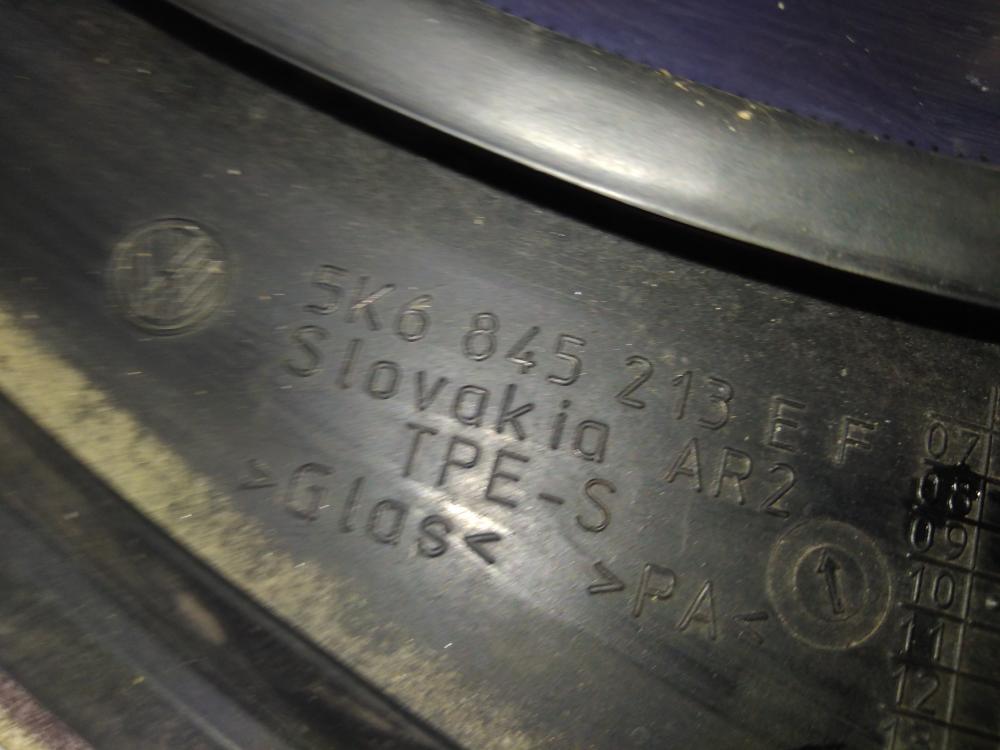 5K6 845 213 E F
Slovakia AR2
TPE-S
>Glas< >PA<
07
08
09
10
11
12